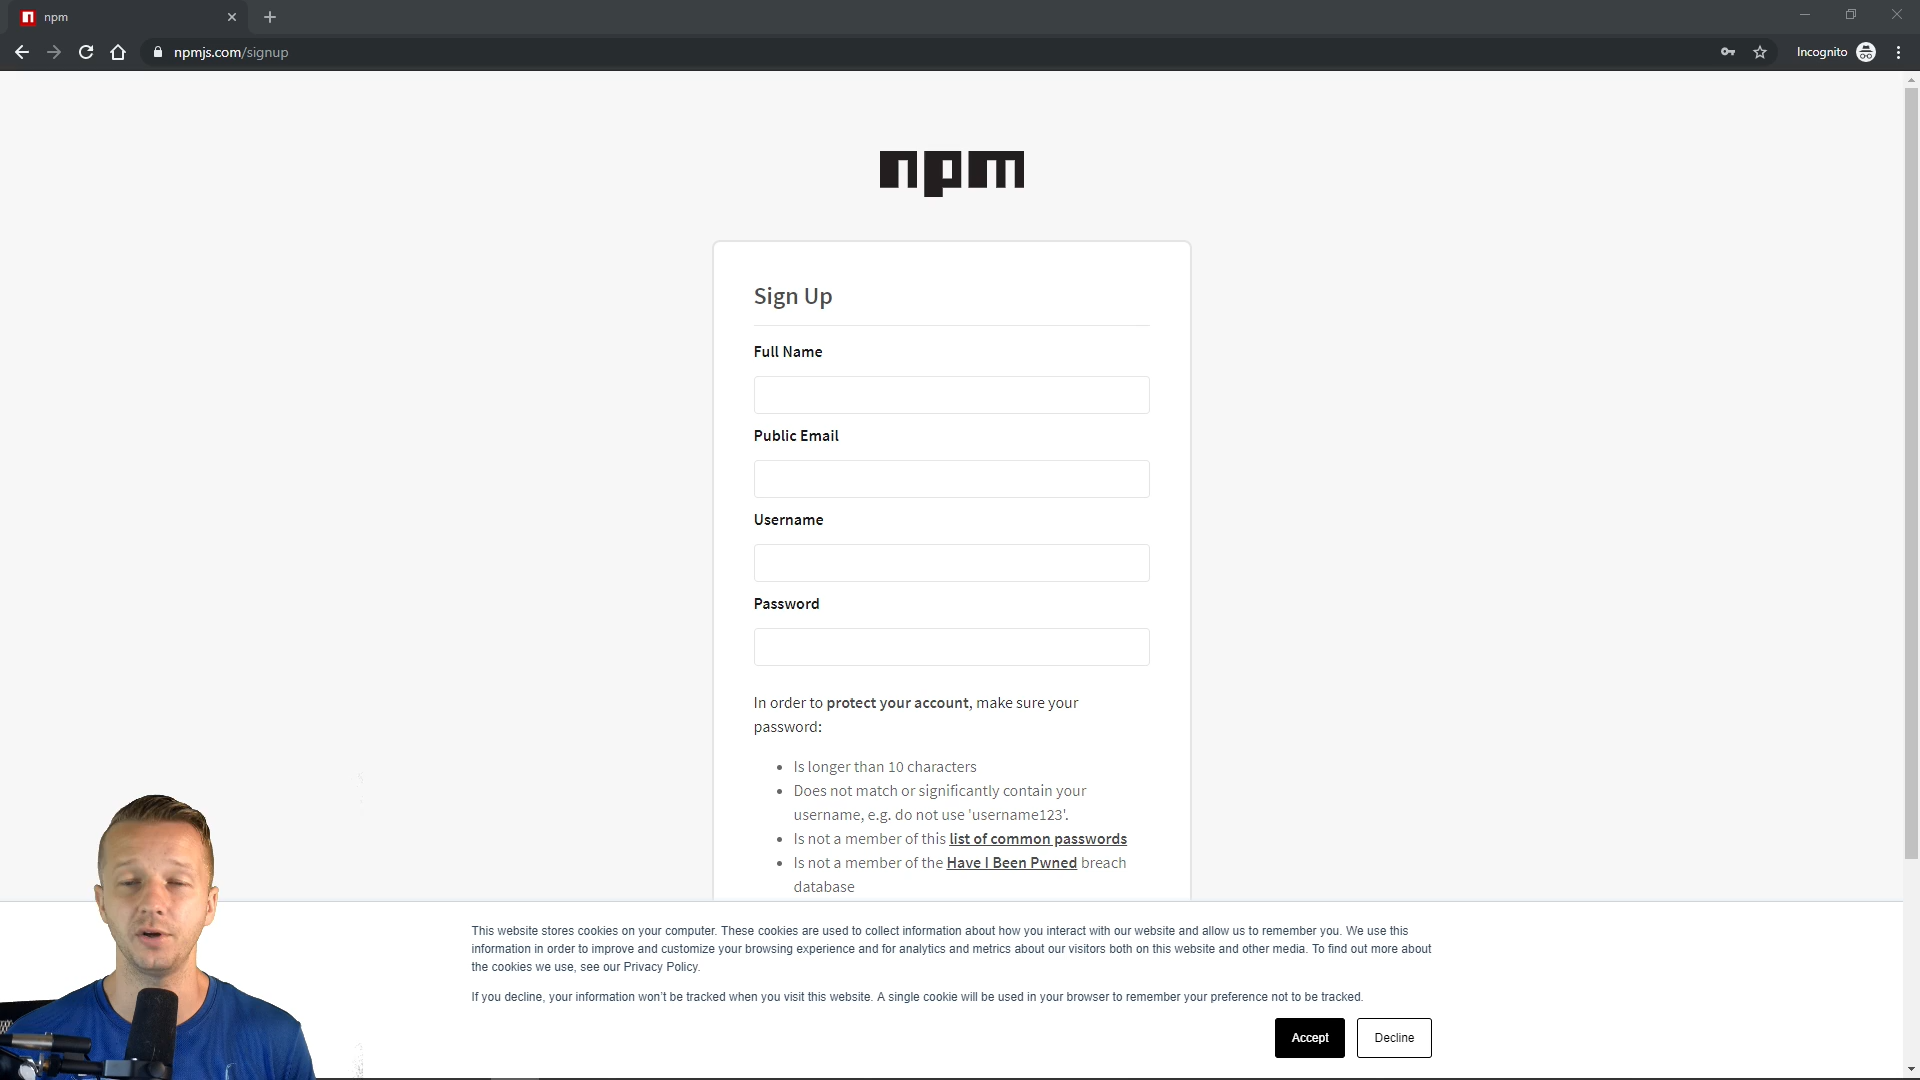 npm
npmjs.com/signup
Incognito
npm
Sign Up
Full Name
Public Email
Username
Password
In order to protect your account, make sure your
password:
• Is longer than 10 characters
• Does not match or significantly contain your
username, e.g. do not use 'username123'.
• Is not a member of this list of common passwords
• Is not a member of the Have I Been Pwned breach
database
This website stores cookies on your computer. These cookies are used to collect information about how you interact with our website and allow us to remember you. We use this
information in order to improve and customize your browsing experience and for analytics and metrics about our visitors both on this website and other media. To find out more about
the cookies we use, see our Privacy Policy.
If you decline, your information won't be tracked when you visit this website. A single cookie will be used in your browser to remember your preference not to be tracked.
Accept
Decline